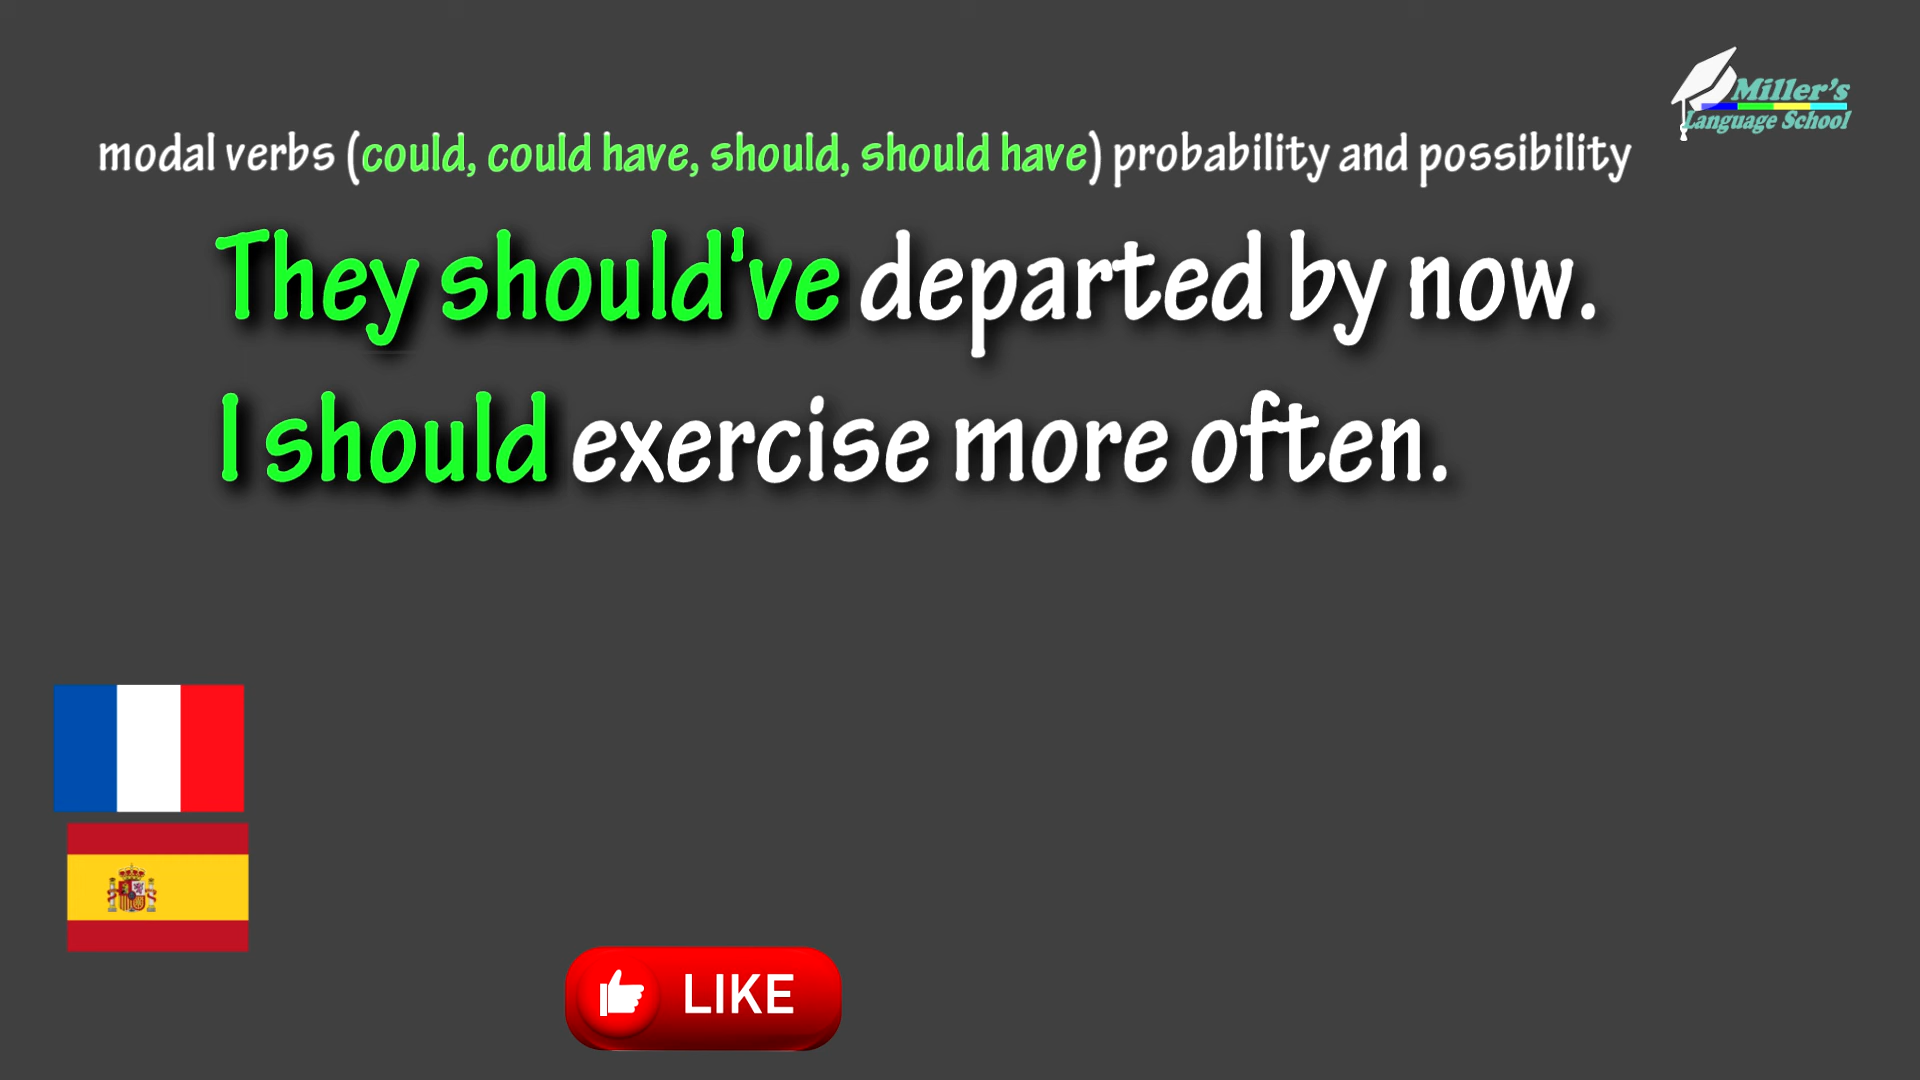 Miller's
Language School
modal verbs (could, could have, should, should have) probability and possibility
They should've departed by now.
I should exercise more often.
LIKE